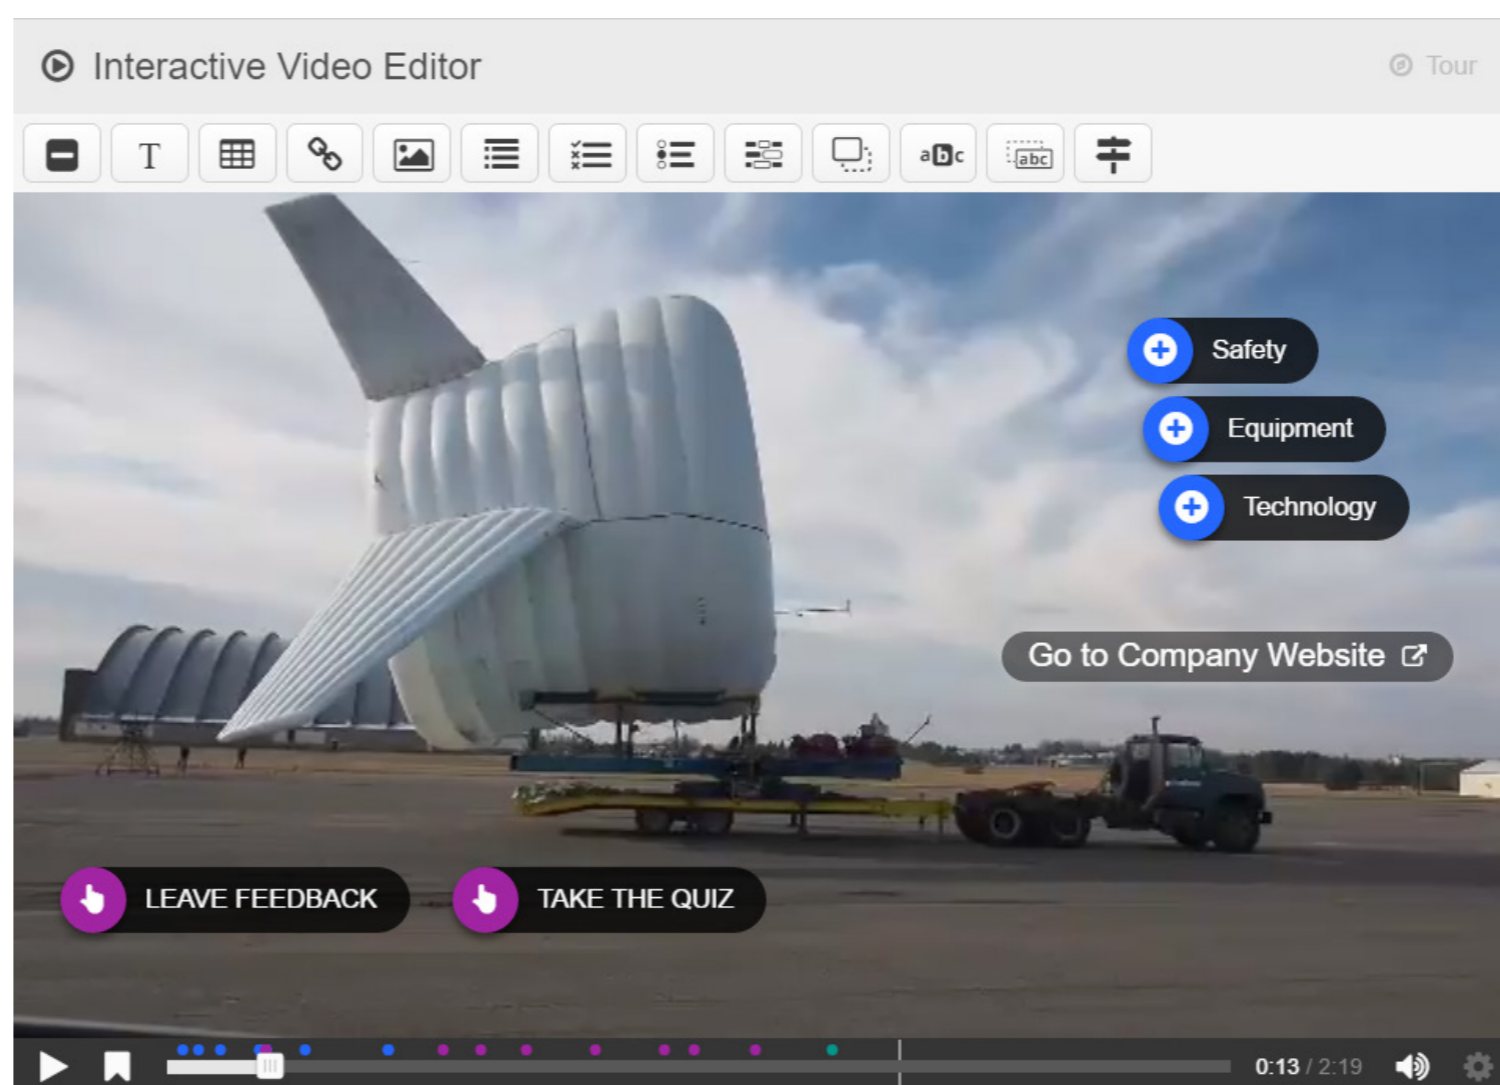 Interactive Video Editor
Tour
T
abc
abc
Safety
Equipment
Technology
Go to Company Website
LEAVE FEEDBACK
TAKE THE QUIZ
0:13 / 2:19